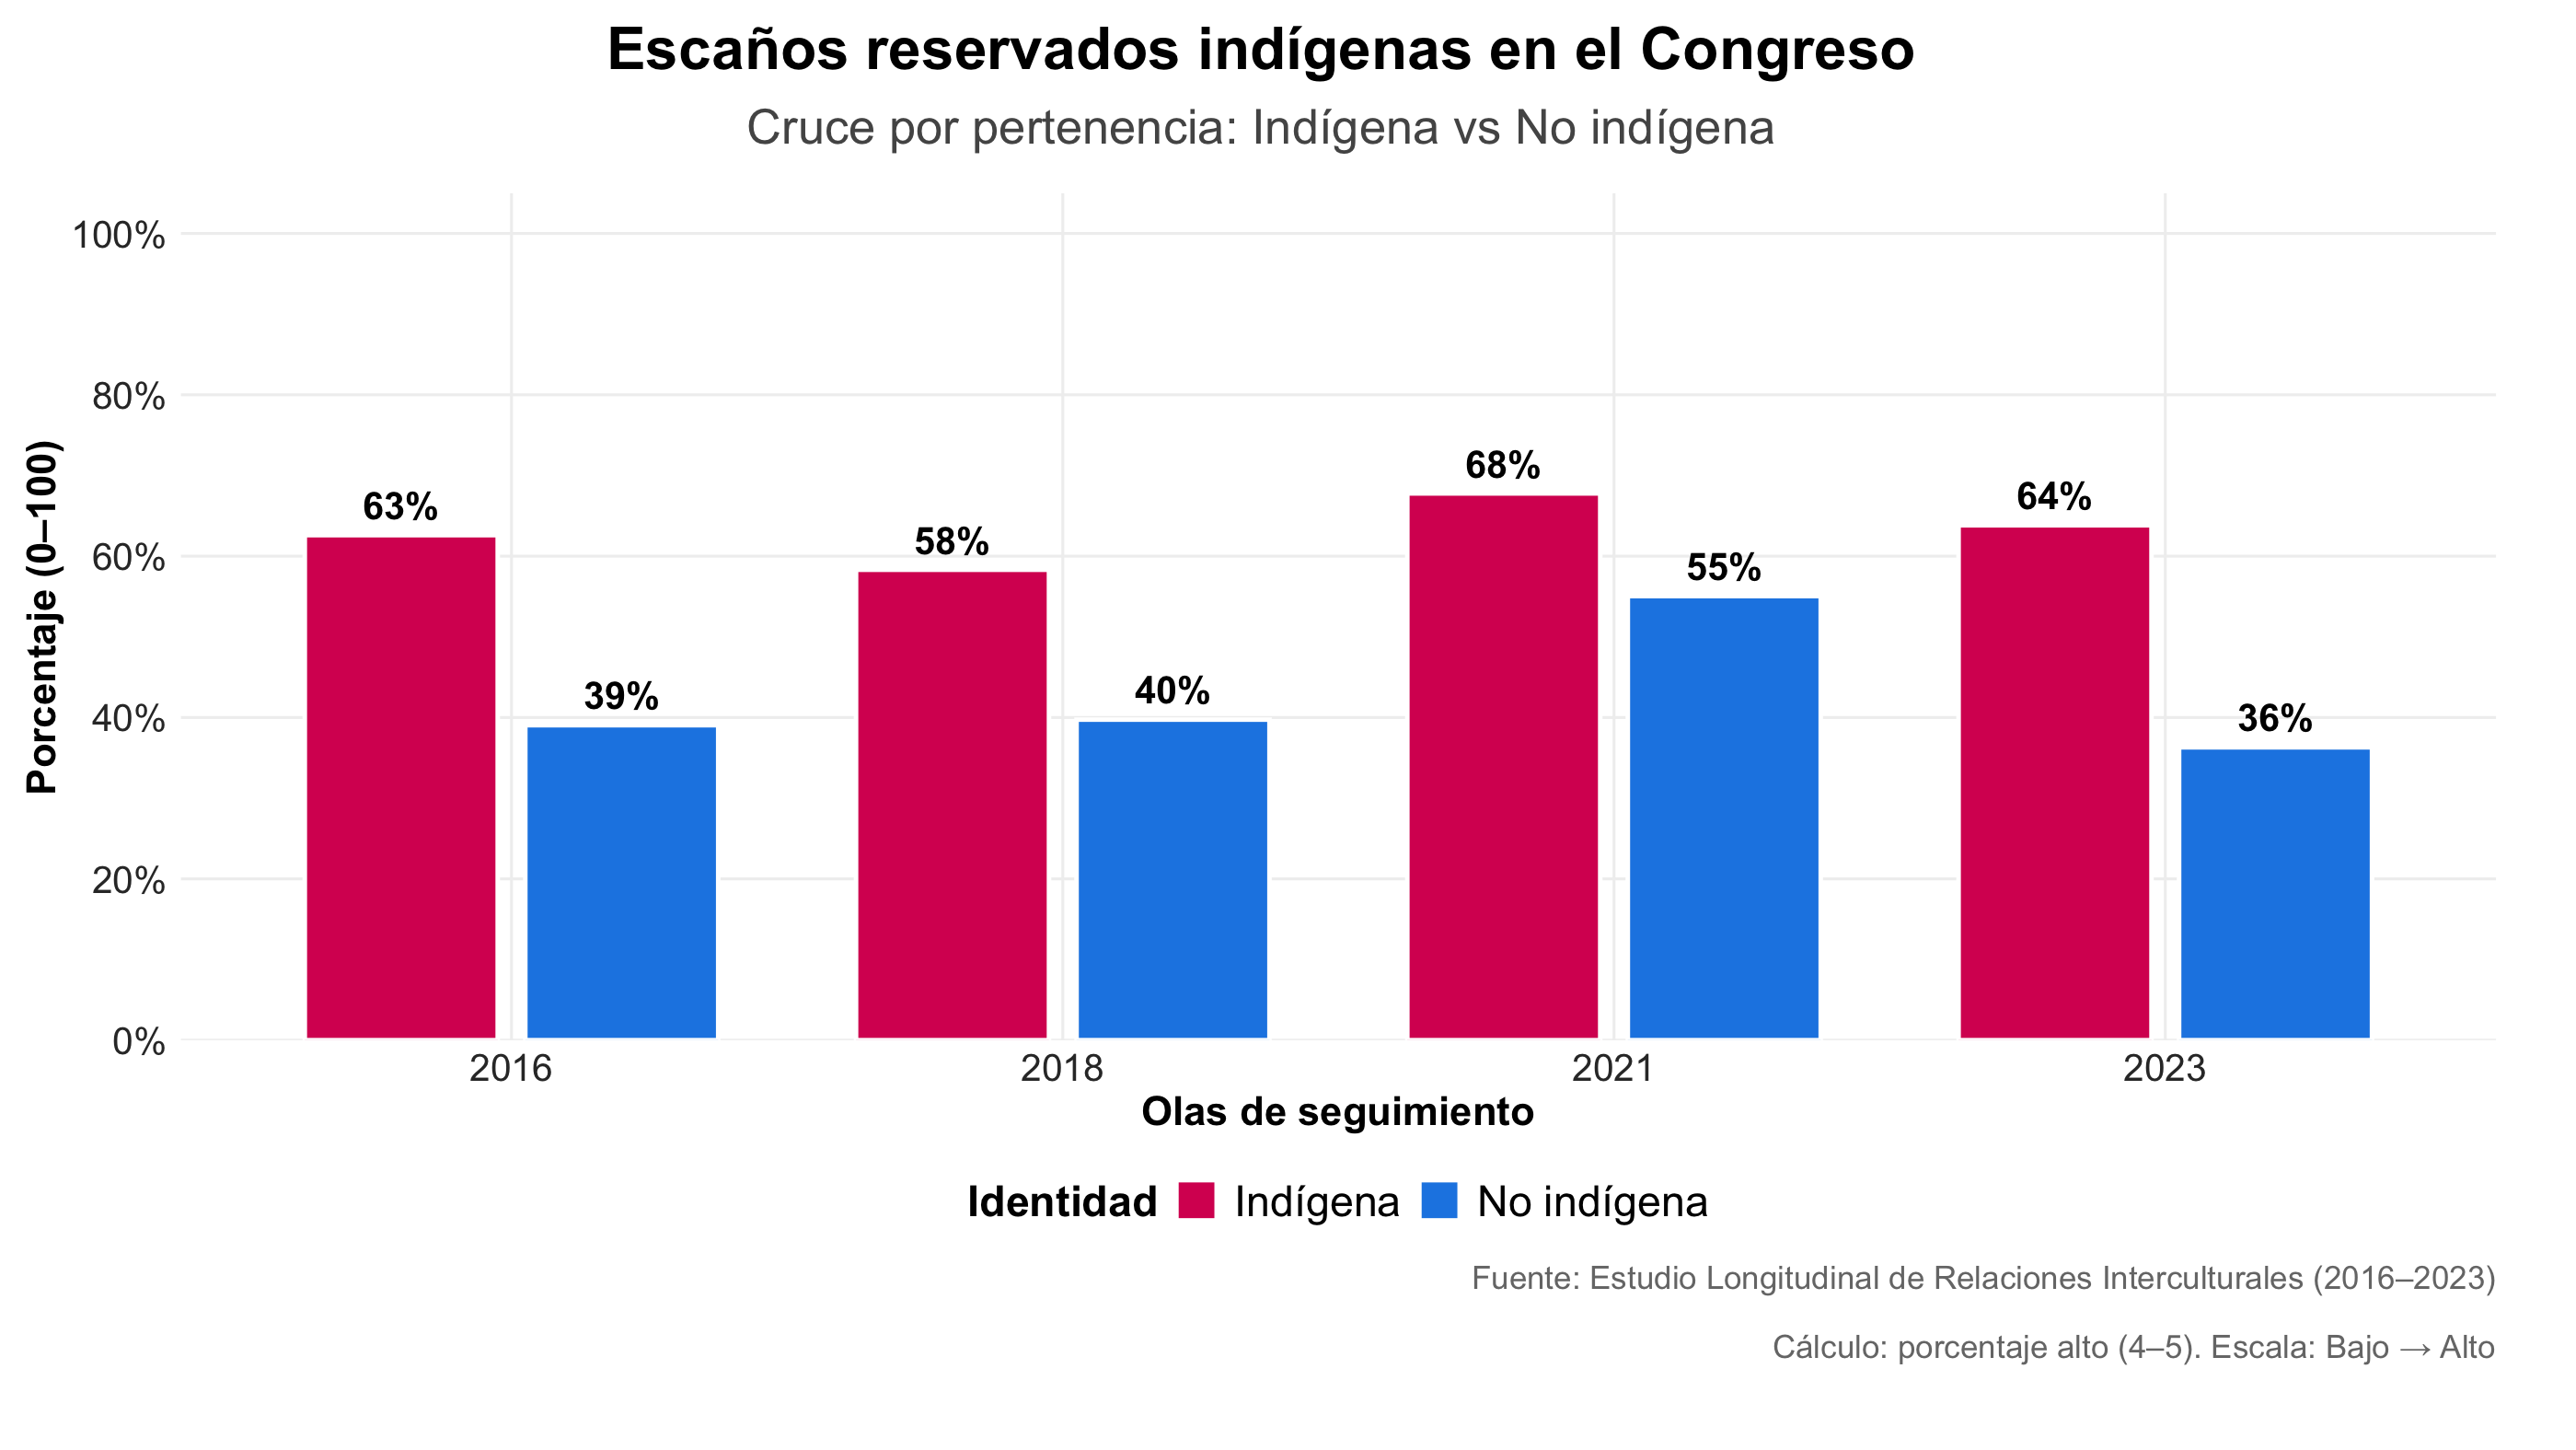 Escaños reservados indígenas en el Congreso
Cruce por pertenencia: Indígena vs No indígena
Porcentaje (0–100)
100%
80%
60%
40%
20%
0%
63%
39%
58%
40%
68%
55%
64%
36%
2016
2018
2021
2023
Olas de seguimiento
Identidad Indígena No indígena
Fuente: Estudio Longitudinal de Relaciones Interculturales (2016–2023)
Cálculo: porcentaje alto (4–5). Escala: Bajo → Alto